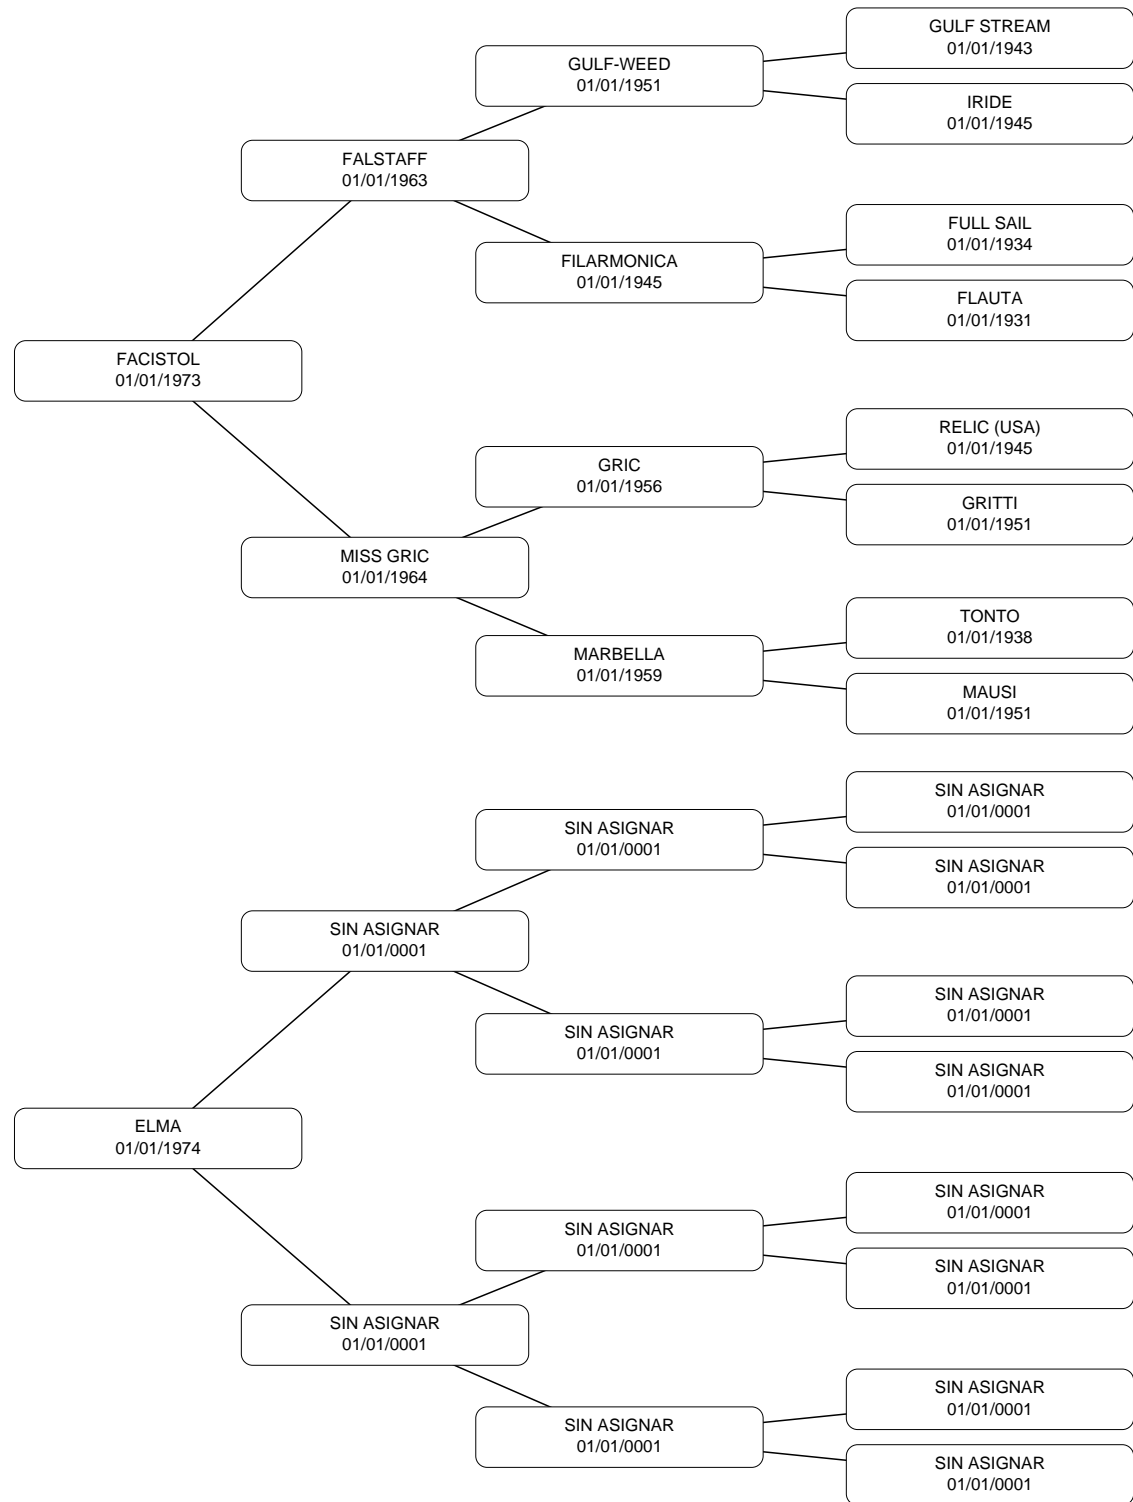 GULF STREAM
01/01/1943
GULF-WEED
01/01/1951
IRIDE
01/01/1945
FALSTAFF
01/01/1963
FULL SAIL
01/01/1934
FILARMONICA
01/01/1945
FLAUTA
01/01/1931
FACISTOL
01/01/1973
RELIC (USA)
01/01/1945
GRIC
01/01/1956
GRITTI
01/01/1951
MISS GRIC
01/01/1964
TONTO
01/01/1938
MARBELLA
01/01/1959
MAUSI
01/01/1951
SIN ASIGNAR
01/01/0001
SIN ASIGNAR
01/01/0001
SIN ASIGNAR
01/01/0001
SIN ASIGNAR
01/01/0001
SIN ASIGNAR
01/01/0001
SIN ASIGNAR
01/01/0001
SIN ASIGNAR
01/01/0001
ELMA
01/01/1974
SIN ASIGNAR
01/01/0001
SIN ASIGNAR
01/01/0001
SIN ASIGNAR
01/01/0001
SIN ASIGNAR
01/01/0001
SIN ASIGNAR
01/01/0001
SIN ASIGNAR
01/01/0001
SIN ASIGNAR
01/01/0001